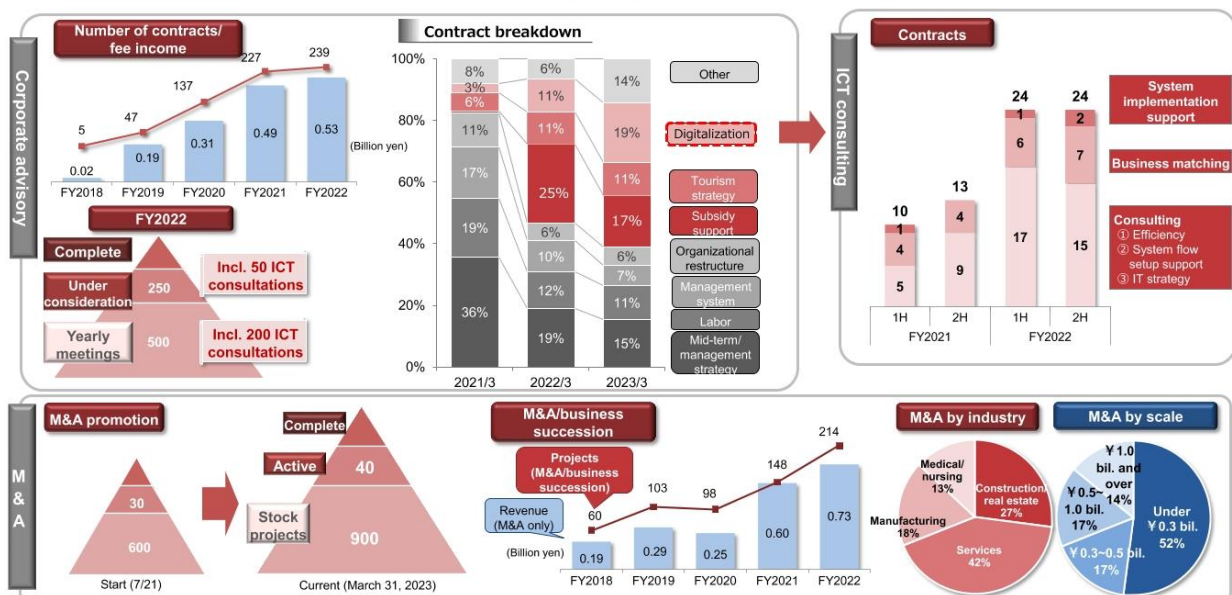 Corporate advisory
Number of contracts/
fee income
5
47
137
227
239
0.02
0.19
0.31
0.49
0.53
(Billion yen)
FY2018
FY2019
FY2020
FY2021
FY2022
FY2022
Complete
Under
consideration
250
Incl. 50 ICT
consultations
Yearly
meetings
500
Incl. 200 ICT
consultations
Contract breakdown
100%
80%
60%
40%
20%
0%
8%
3%
6%
11%
17%
19%
36%
6%
11%
11%
25%
6%
10%
12%
19%
14%
19%
11%
17%
6%
7%
11%
15%
2021/3
2022/3
2023/3
Other
Digitalization
Tourism
strategy
Subsidy
support
Organizational
restructure
Management
system
Labor
Mid-term/
management
strategy
ICT consulting
Contracts
10
1
4
5
13
4
9
24
1
6
17
24
2
7
15
1H
2H
1H
2H
FY2021
FY2022
System
implementation
support
Business matching
Consulting
① Efficiency
② System flow
setup support
③ IT strategy
M&A
M&A promotion
30
600
Start (7/21)
Complete
Active
40
Stock
projects
900
Current (March 31, 2023)
M&A/business
succession
Projects
(M&A/business
succession)
Revenue
(M&A only)
(Billion yen)
60
103
98
148
214
0.19
0.29
0.25
0.60
0.73
FY2018
FY2019
FY2020
FY2021
FY2022
M&A by industry
Medical/
nursing
13%
Construction/
real estate
27%
Manufacturing
18%
Services
42%
M&A by scale
¥1.0
bil. and
over
14%
¥0.5~
1.0 bil.
17%
¥0.3~0.5 bil.
17%
Under
¥0.3 bil.
52%